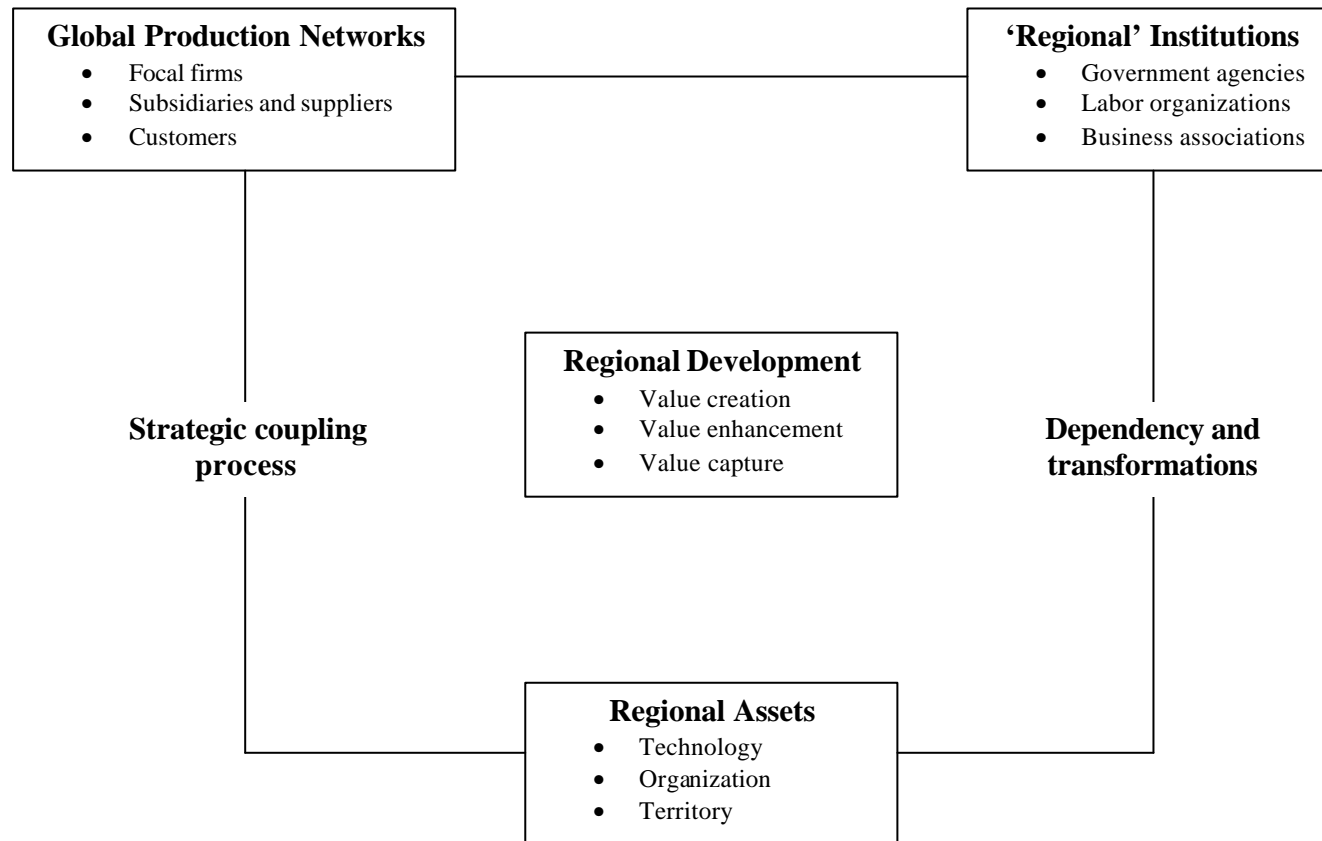 Global Production Networks
• Focal firms
• Subsidiaries and suppliers
• Customers
‘Regional’ Institutions
• Government agencies
• Labor organizations
• Business associations
Regional Development
• Value creation
• Value enhancement
• Value capture
Strategic coupling
process
Dependency and
transformations
Regional Assets
• Technology
• Organization
• Territory